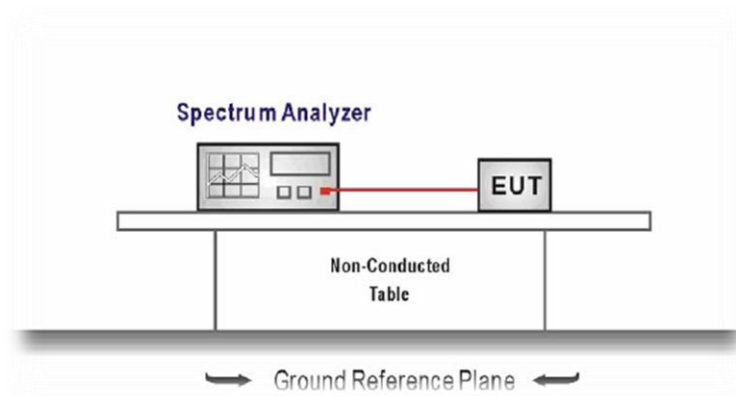 Spectrum Analyzer
EUT
Non-Conducted
Table
Ground Reference Plane